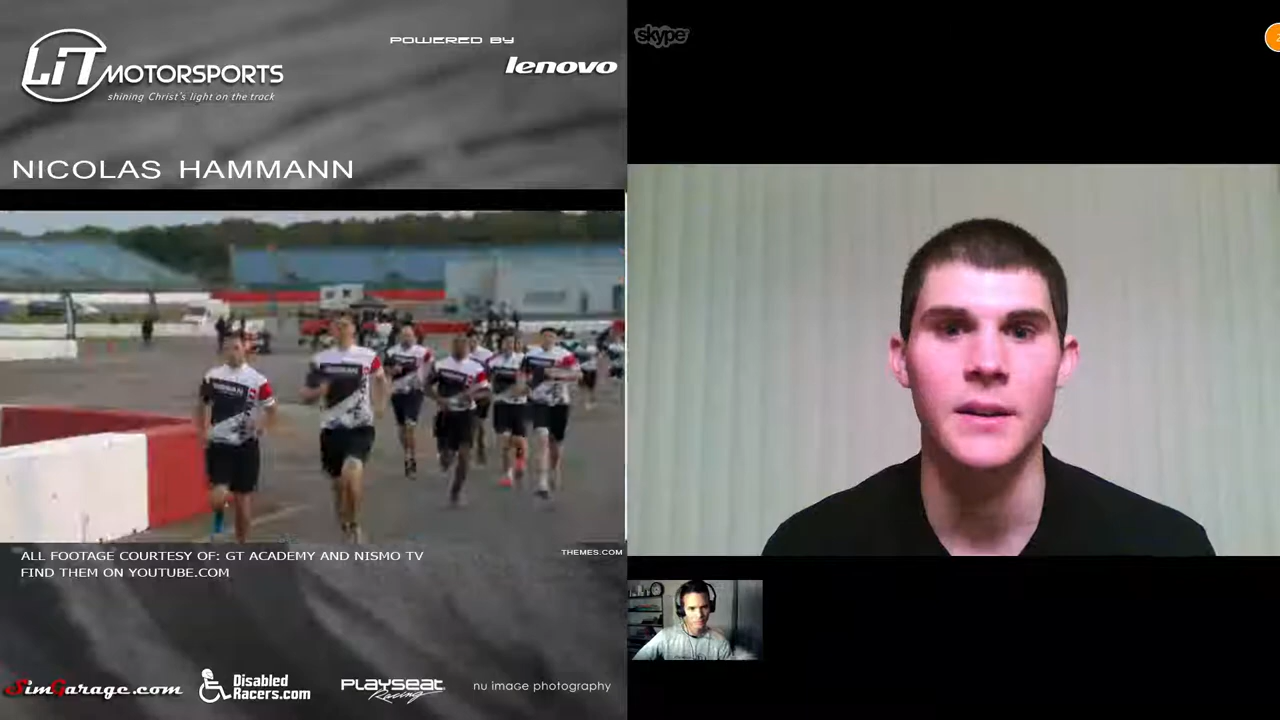 LiT MOTORSPORTS
shining Christ's light on the track
POWERED BY
lenovo
NICOLAS HAMMANN
NISSAN
ALL FOOTAGE COURTESY OF: GT ACADEMY AND NISMO TV
FIND THEM ON YOUTUBE.COM
THEMES.COM
SimGarage.com
Disabled
Racers.com
PLAYSEAT
Racing
nu image photography
skype
2